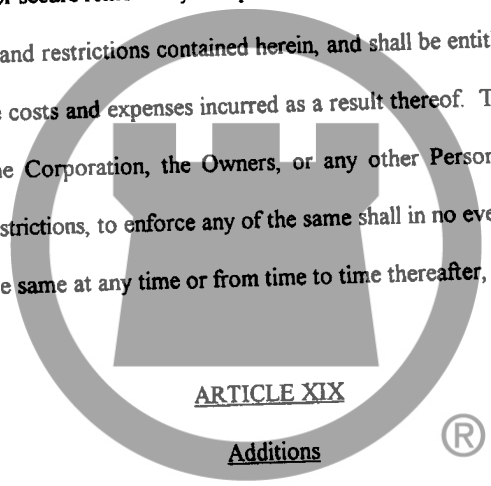 and restrictions contained herein, and shall be entit
costs and expenses incurred as a result thereof. T
e Corporation, the Owners, or any other Person
strictions, to enforce any of the same shall in no eve
e same at any time or from time to time thereafter,
ARTICLE XIX
Additions
®